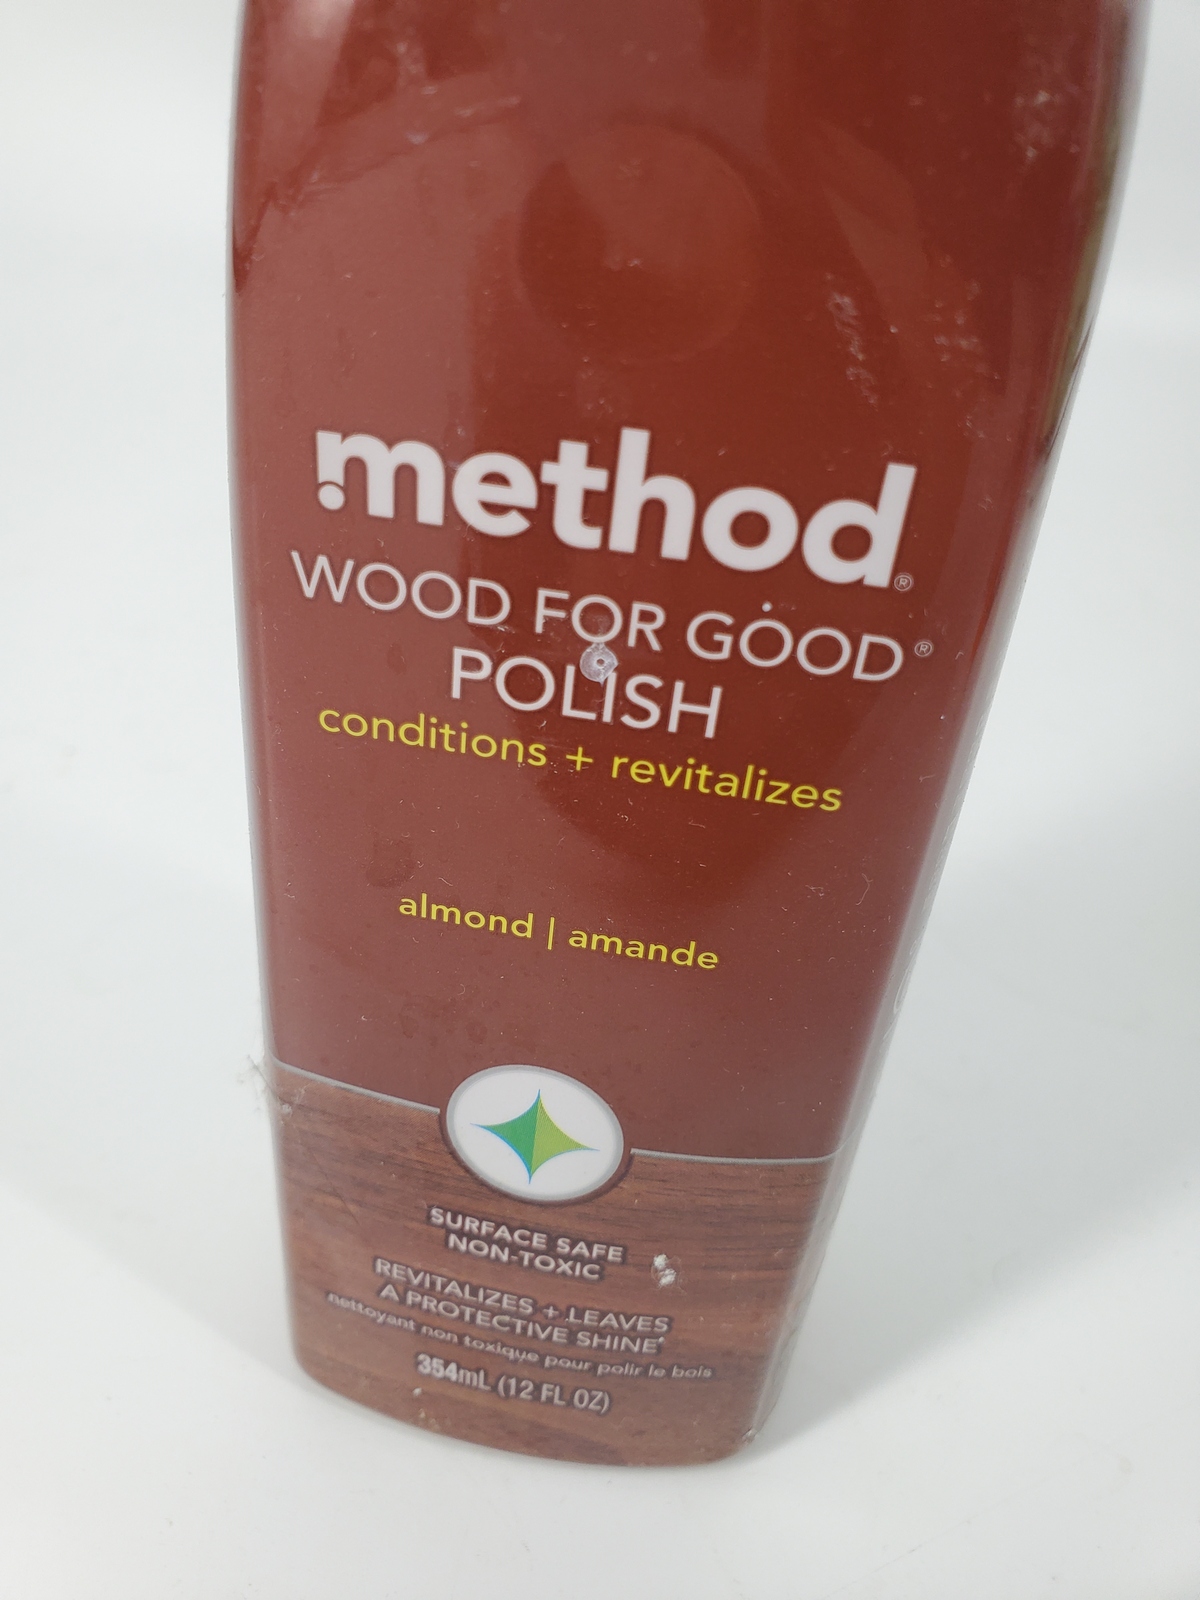 method®
WOOD FOR GOOD®
POLISH
conditions + revitalizes
almond | amande
SURFACE SAFE
NON-TOXIC
REVITALIZES + LEAVES
A PROTECTIVE SHINE
nettoyant non toxique pour polir le bois
354mL (12 FL OZ)